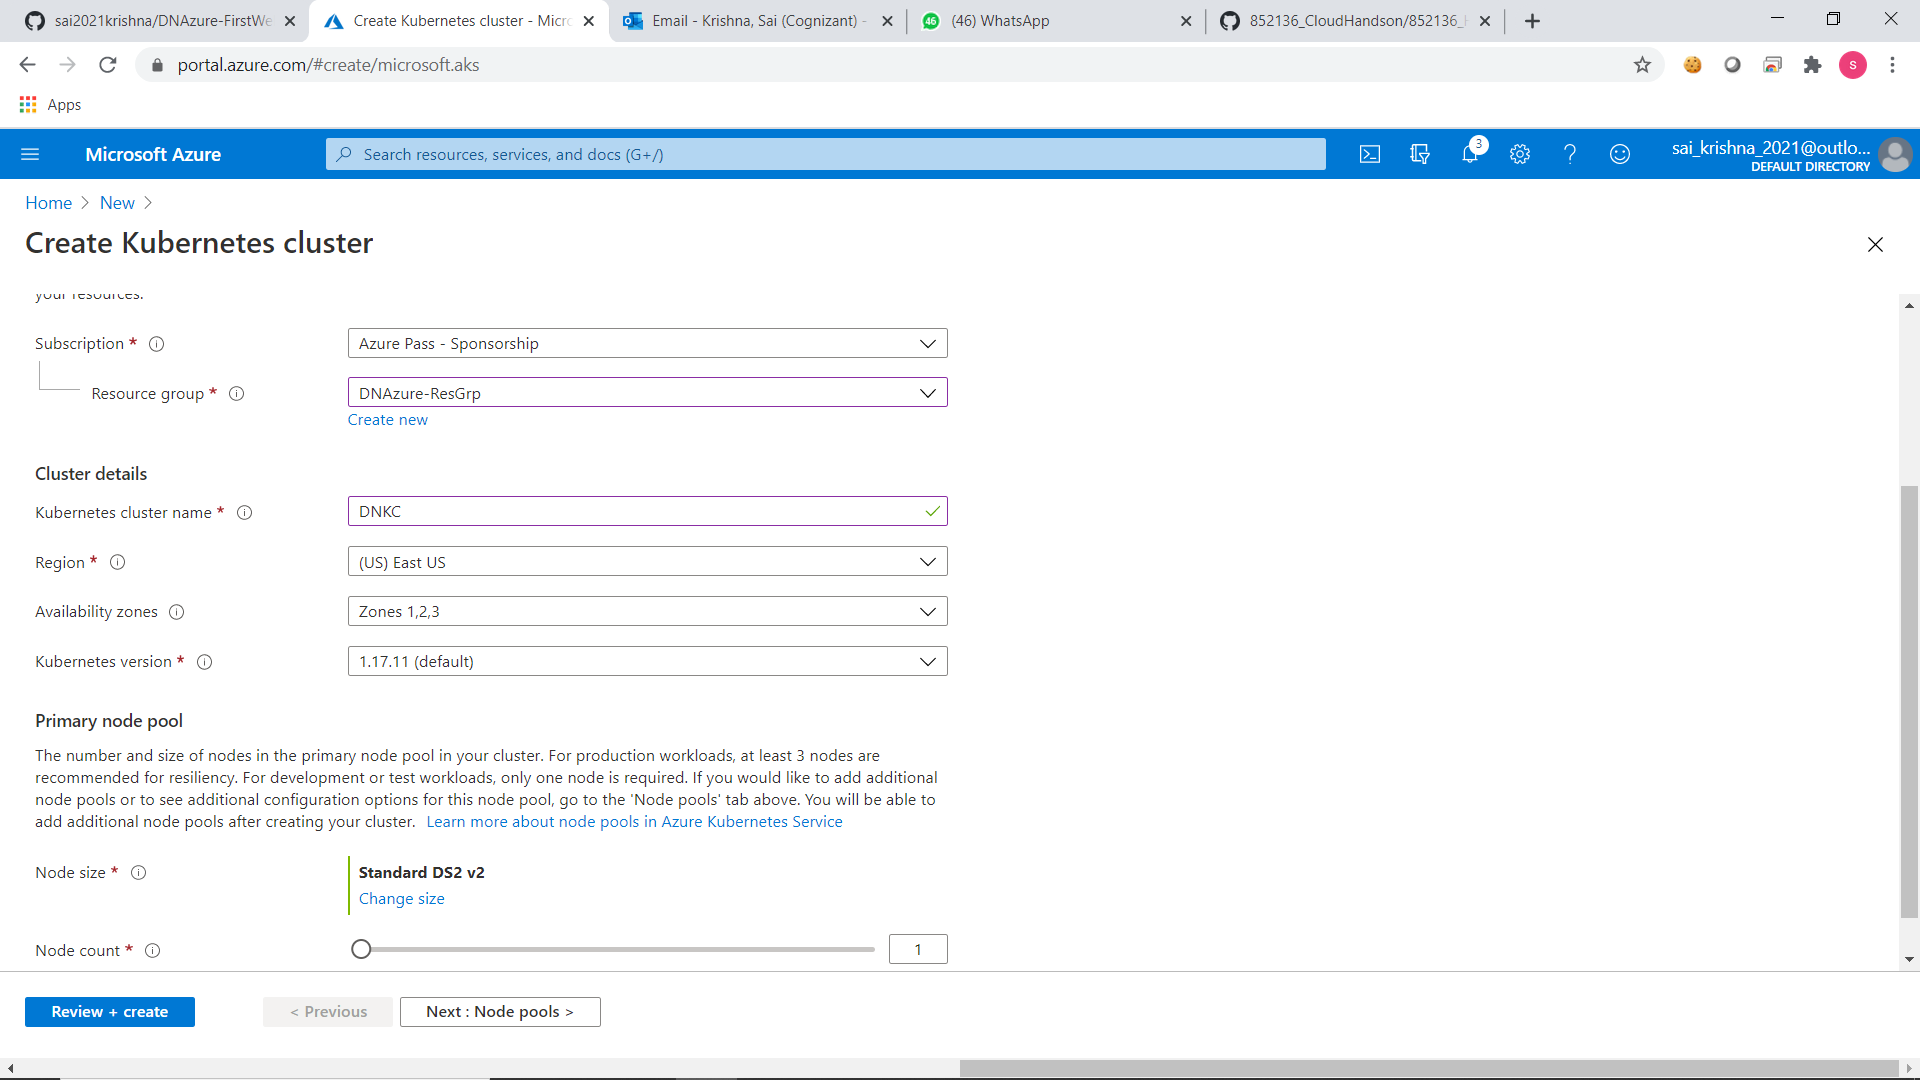 sai2021krishna/DNAzure-FirstWe
Create Kubernetes cluster - Micro
Email - Krishna, Sai (Cognizant) -
46
(46) WhatsApp
852136_CloudHandson/852136_
portal.azure.com/#create/microsoft.aks
s
Apps
Microsoft Azure
Search resources, services, and docs (G+/)
3
sai_krishna_2021@outlo...
DEFAULT DIRECTORY
Home > New >
Create Kubernetes cluster
your resources.
Subscription *
Azure Pass - Sponsorship
Resource group *
DNAzure-ResGrp
Create new
Cluster details
Kubernetes cluster name *
DNKC
Region *
(US) East US
Availability zones
Zones 1,2,3
Kubernetes version *
1.17.11 (default)
Primary node pool
The number and size of nodes in the primary node pool in your cluster. For production workloads, at least 3 nodes are
recommended for resiliency. For development or test workloads, only one node is required. If you would like to add additional
node pools or to see additional configuration options for this node pool, go to the 'Node pools' tab above. You will be able to
add additional node pools after creating your cluster. Learn more about node pools in Azure Kubernetes Service
Node size *
Standard DS2 v2
Change size
Node count *
1
Review + create
< Previous
Next : Node pools >